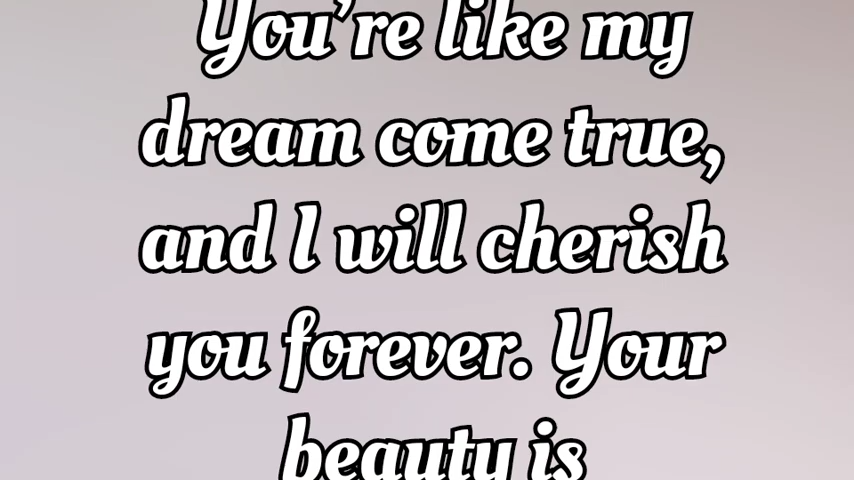 You’re like my
dream come true,
and I will cherish
you forever. Your
beauty is